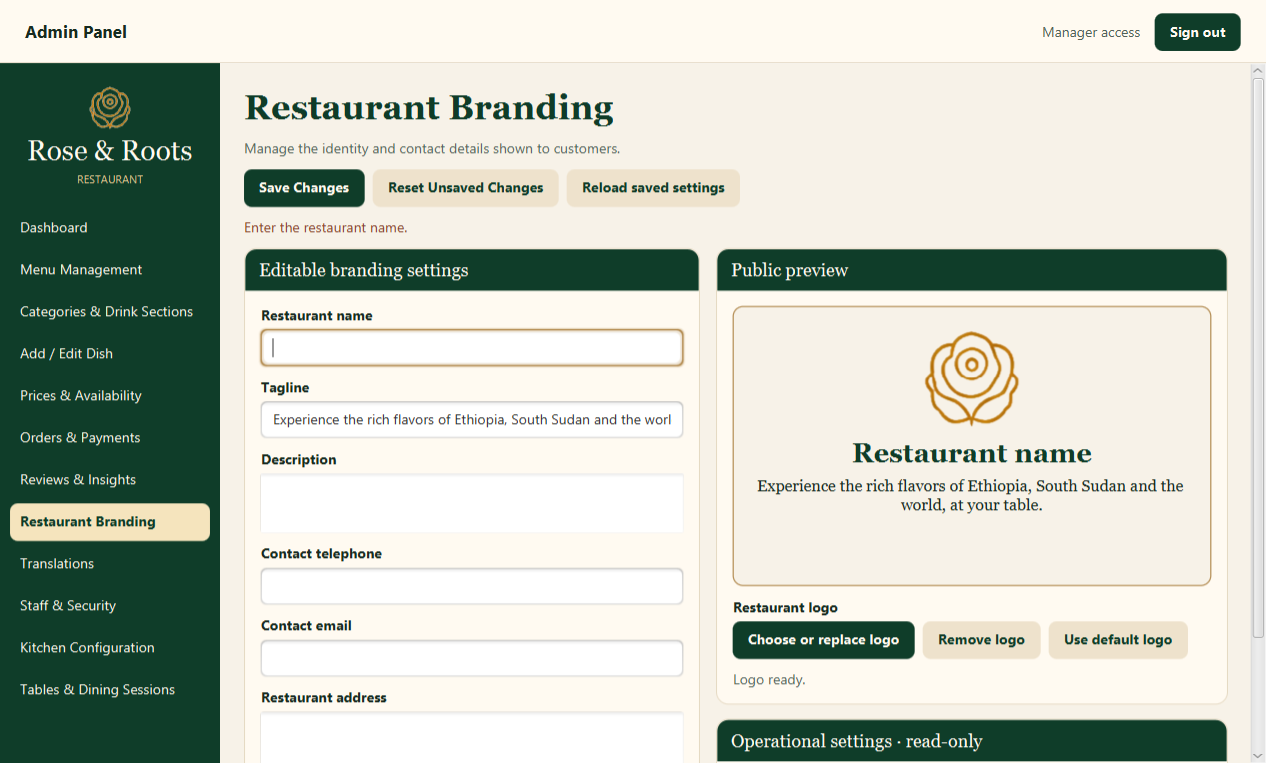 Admin Panel
Manager access
Sign out
Rose & Roots
RESTAURANT
Dashboard
Menu Management
Categories & Drink Sections
Add / Edit Dish
Prices & Availability
Orders & Payments
Reviews & Insights
Restaurant Branding
Translations
Staff & Security
Kitchen Configuration
Tables & Dining Sessions
Restaurant Branding
Manage the identity and contact details shown to customers.
Save Changes
Reset Unsaved Changes
Reload saved settings
Enter the restaurant name.
Editable branding settings
Restaurant name
Tagline
Experience the rich flavors of Ethiopia, South Sudan and the worl
Description
Contact telephone
Contact email
Restaurant address
Public preview
Restaurant name
Experience the rich flavors of Ethiopia, South Sudan and the
world, at your table.
Restaurant logo
Choose or replace logo
Remove logo
Use default logo
Logo ready.
Operational settings · read-only